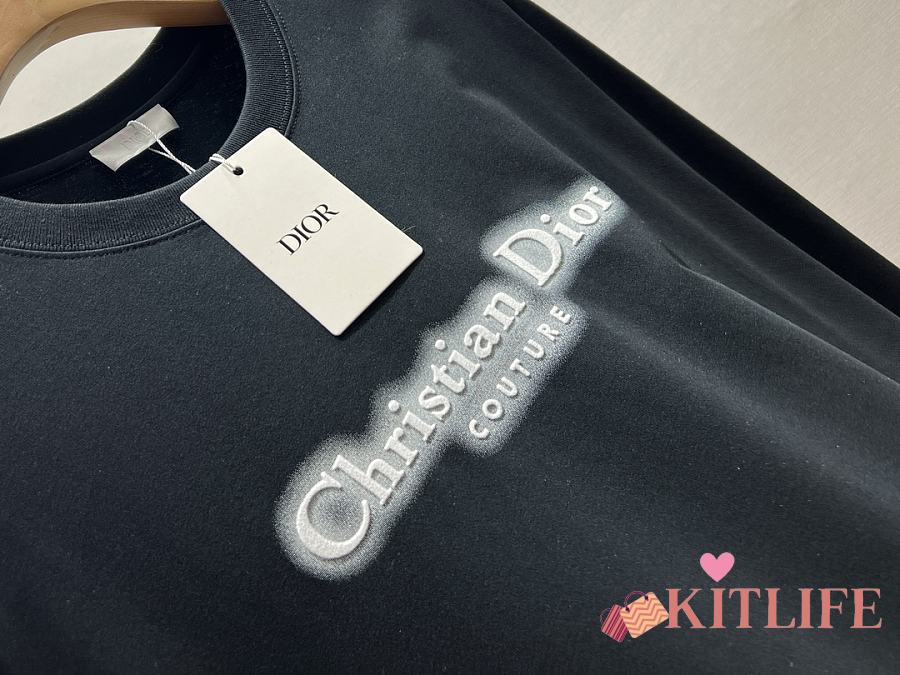 DIOR
Christian Dior
COUTURE
KITLIFE